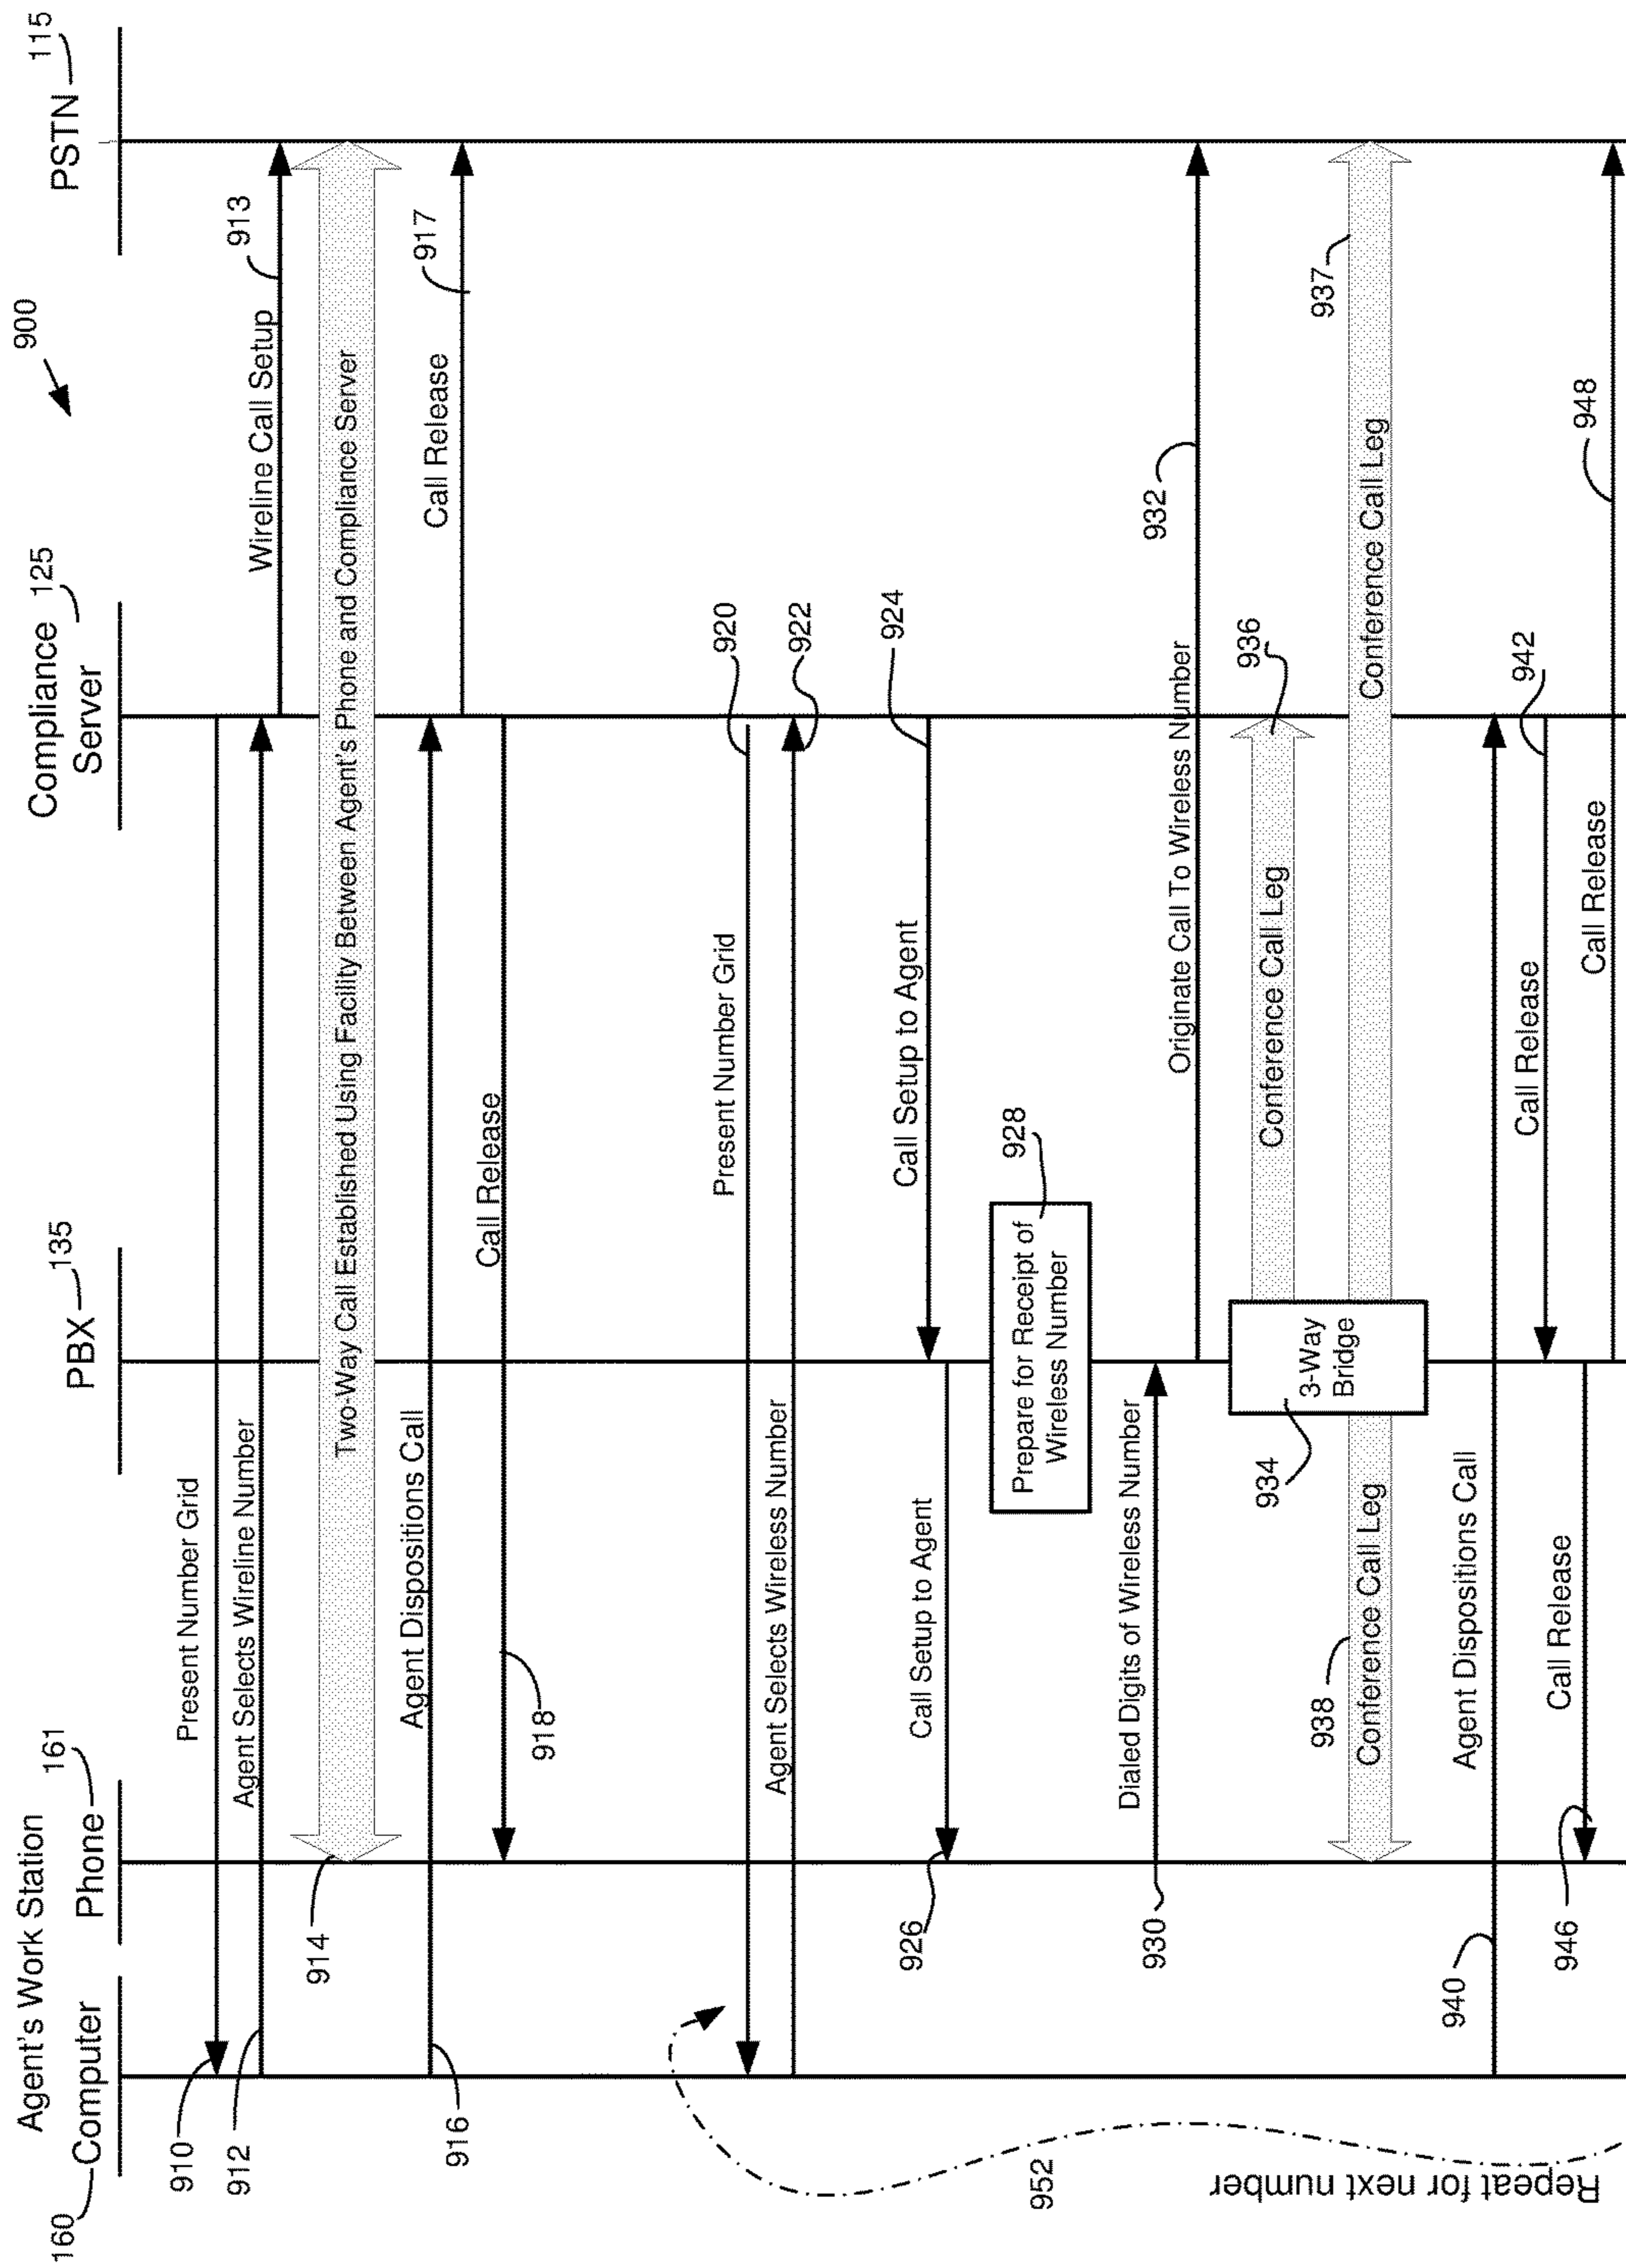 900
Agent's Work Station
160
Computer
Phone
161
PBX
135
Compliance
Server
125
PSTN
115
910
Present Number Grid
912
Agent Selects Wireline Number
Wireline Call Setup
913
914
Two-Way Call Established Using Facility Between Agent's Phone and Compliance Server
916
Agent Dispositions Call
Call Release
917
918
Call Release
Present Number Grid
920
Agent Selects Wireless Number
922
Call Setup to Agent
924
926
Call Setup to Agent
Prepare for Receipt of
Wireless Number
928
930
Dialed Digits of Wireless Number
Originate Call To Wireless Number
932
934
3-Way
Bridge
Conference Call Leg
936
938
Conference Call Leg
Conference Call Leg
937
940
Agent Dispositions Call
Call Release
942
946
Call Release
Call Release
948
952
Repeat for next number